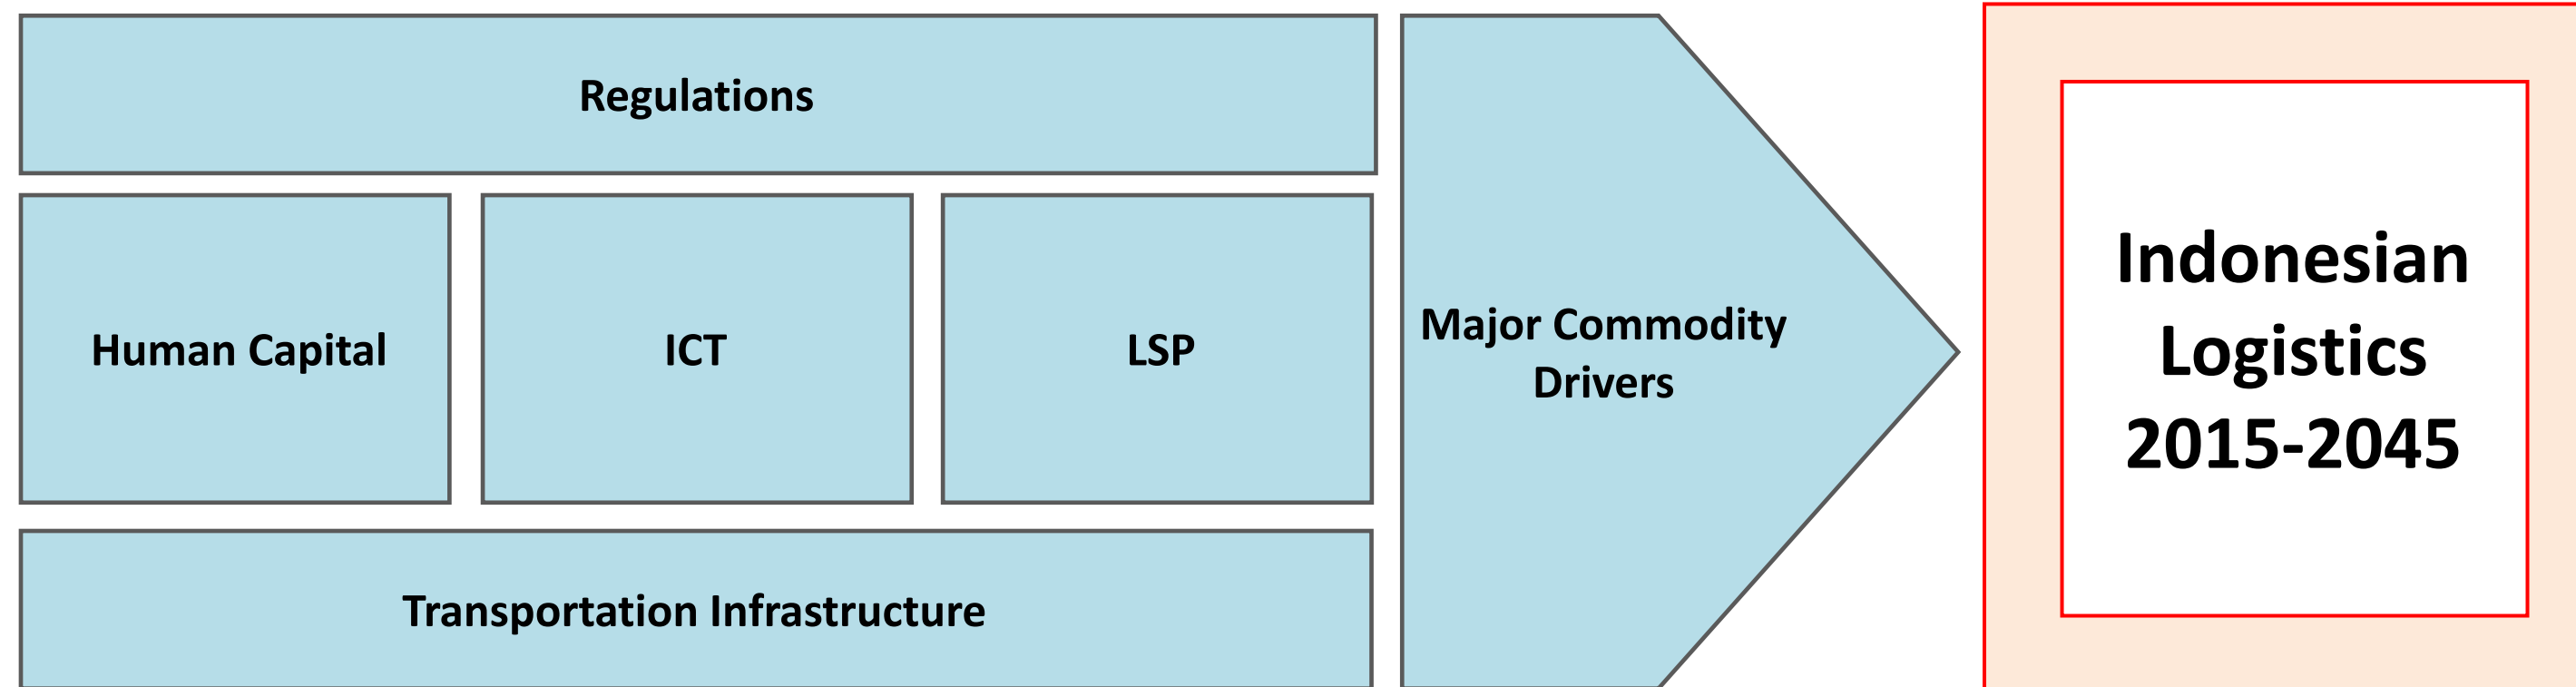 Regulations
Human Capital
ICT
LSP
Transportation Infrastructure
Major Commodity
Drivers
Indonesian
Logistics
2015-2045